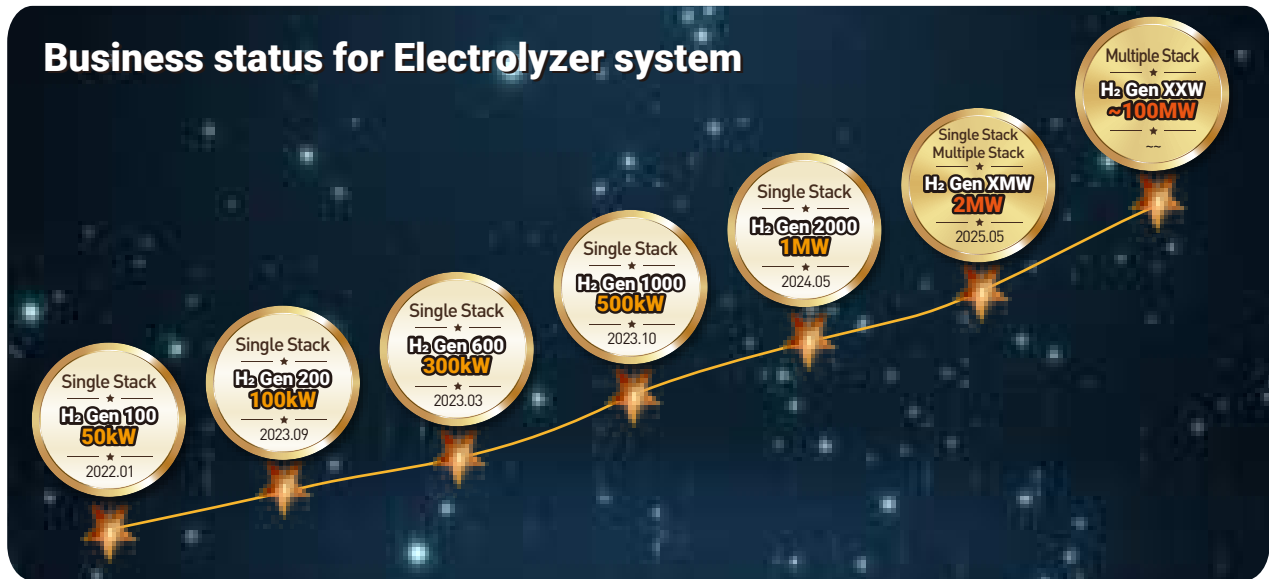 Business status for Electrolyzer system
Single Stack
H₂ Gen 100
50kW
2022.01
Single Stack
H₂ Gen 200
100kW
2023.09
Single Stack
H₂ Gen 600
300kW
2023.03
Single Stack
H₂ Gen 1000
500kW
2023.10
Single Stack
H₂ Gen 2000
1MW
2024.05
Single Stack
Multiple Stack
H₂ Gen XMW
2MW
2025.05
Multiple Stack
H₂ Gen XXW
~100MW
~~